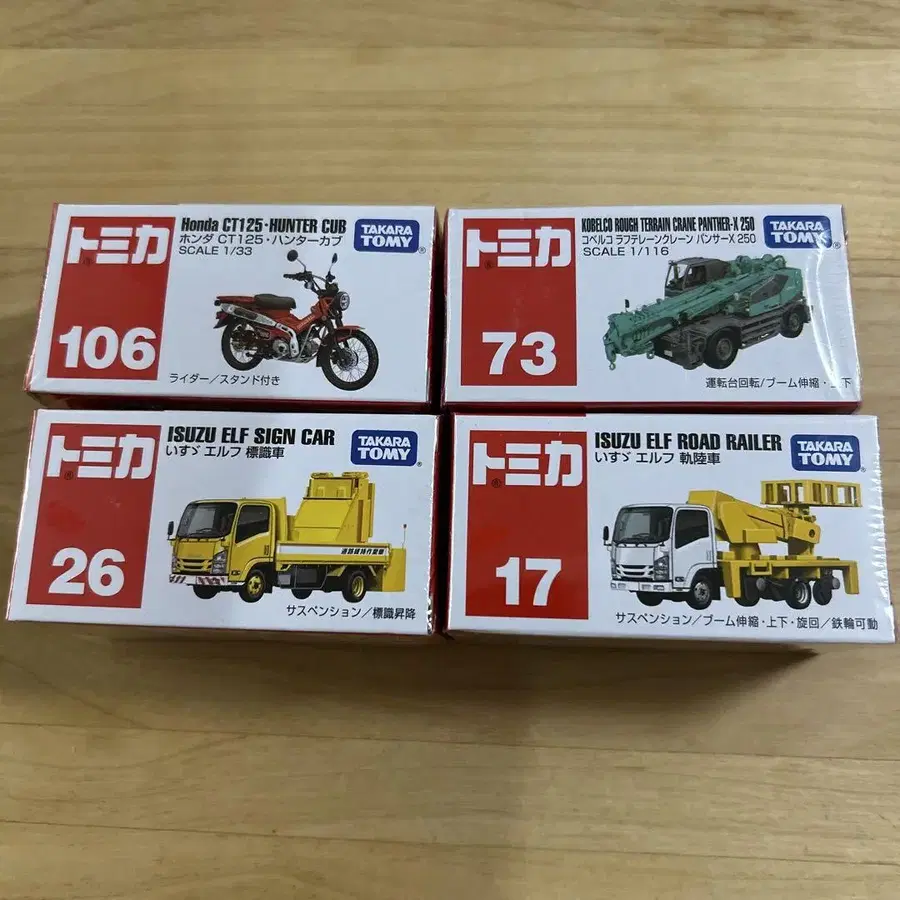 トミカ
106
Honda CT125・HUNTER CUB
ホンダ CT125・ハンターカブ
SCALE 1/33
TAKARA
TOMY
ライダー/スタンド付き
トミカ
73
KOBELCO ROUGH TERRAIN CRANE PANTHER-X 250
コベルコ ラフテレーンクレーン パンサーX 250
SCALE 1/116
TAKARA
TOMY
運転台回転/ブーム伸縮・上下
トミカ
26
ISUZU ELF SIGN CAR
いすゞ エルフ 標識車
TAKARA
TOMY
道路維持作業車
サスペンション/標識昇降
トミカ
17
ISUZU ELF ROAD RAILER
いすゞ エルフ 軌陸車
TAKARA
TOMY
サスペンション/ブーム伸縮・上下・旋回/鉄輪可動